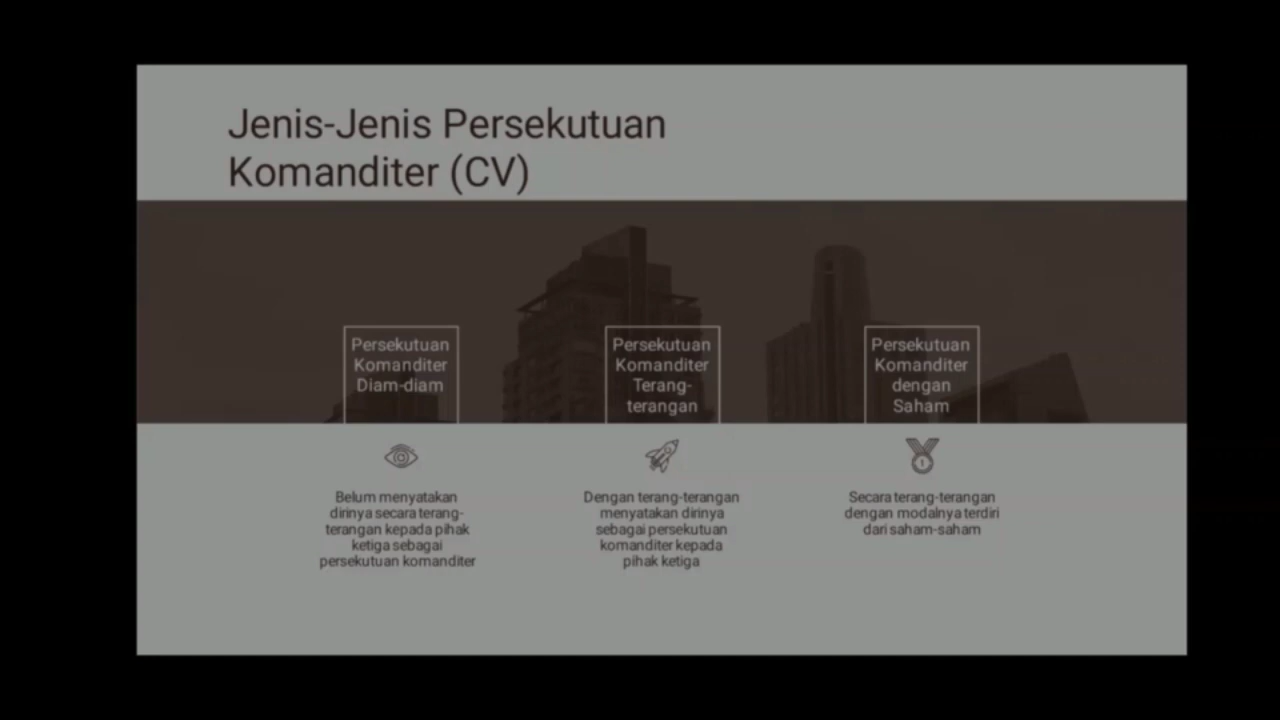 Jenis-Jenis Persekutuan
Komanditer (CV)
Persekutuan
Komanditer
Diam-diam
Persekutuan
Komanditer
Terang-
terangan
Persekutuan
Komanditer
dengan
Saham
Belum menyatakan
dirinya secara terang-
terangan kepada pihak
ketiga sebagai
persekutuan komanditer
Dengan terang-terangan
menyatakan dirinya
sebagai persekutuan
komanditer kepada
pihak ketiga
1
Secara terang-terangan
dengan modalnya terdiri
dari saham-saham